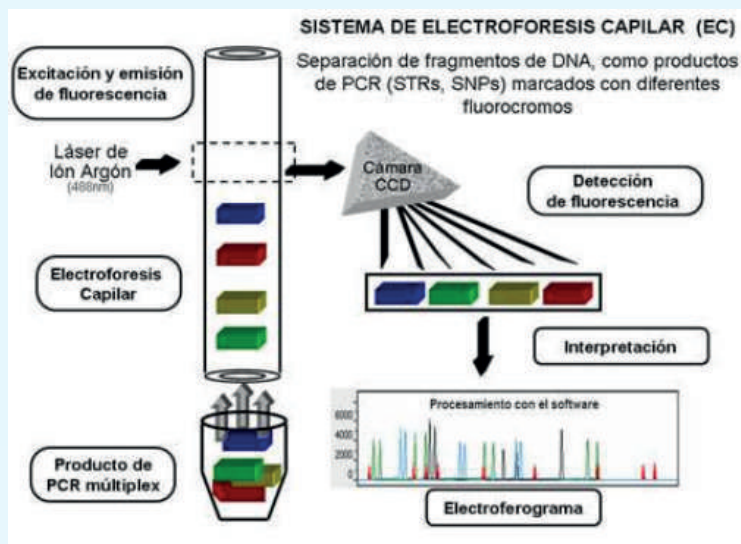 SISTEMA DE ELECTROFORESIS CAPILAR (EC)
Separación de fragmentos de DNA, como productos
de PCR (STRs, SNPs) marcados con diferentes
fluorocromos
Excitación y emisión
de fluorescencia
Láser de
Ión Argón
(488nm)
Cámara
CCD
Detección
de fluorescencia
Electroforesis
Capilar
Interpretación
Procesamiento con el software
6000
4000
2000
0
Producto de
PCR múltiplex
Electroferograma